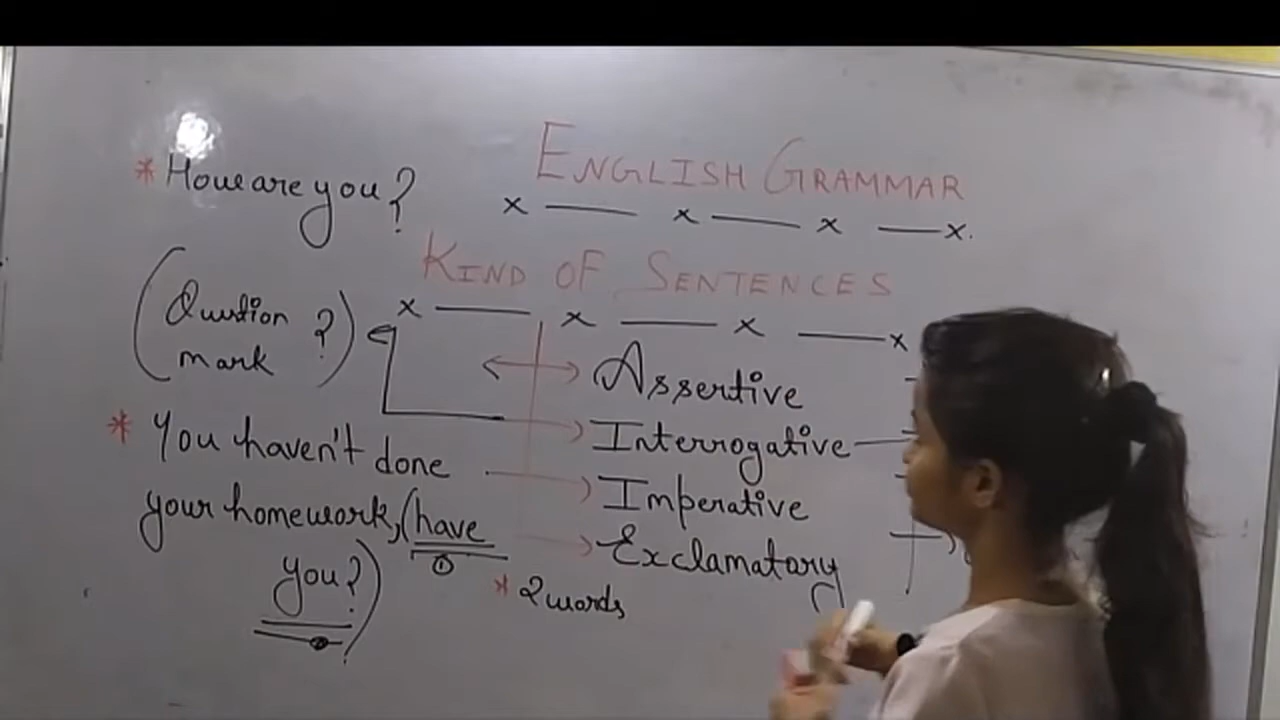 ENGLISH GRAMMAR
* How are you?
KIND OF SENTENCES
(Question ?)
mark
Assertive
Interrogative
Imperative
Exclamatory
* You haven't done
your homework, (have
you?)
* 2 words